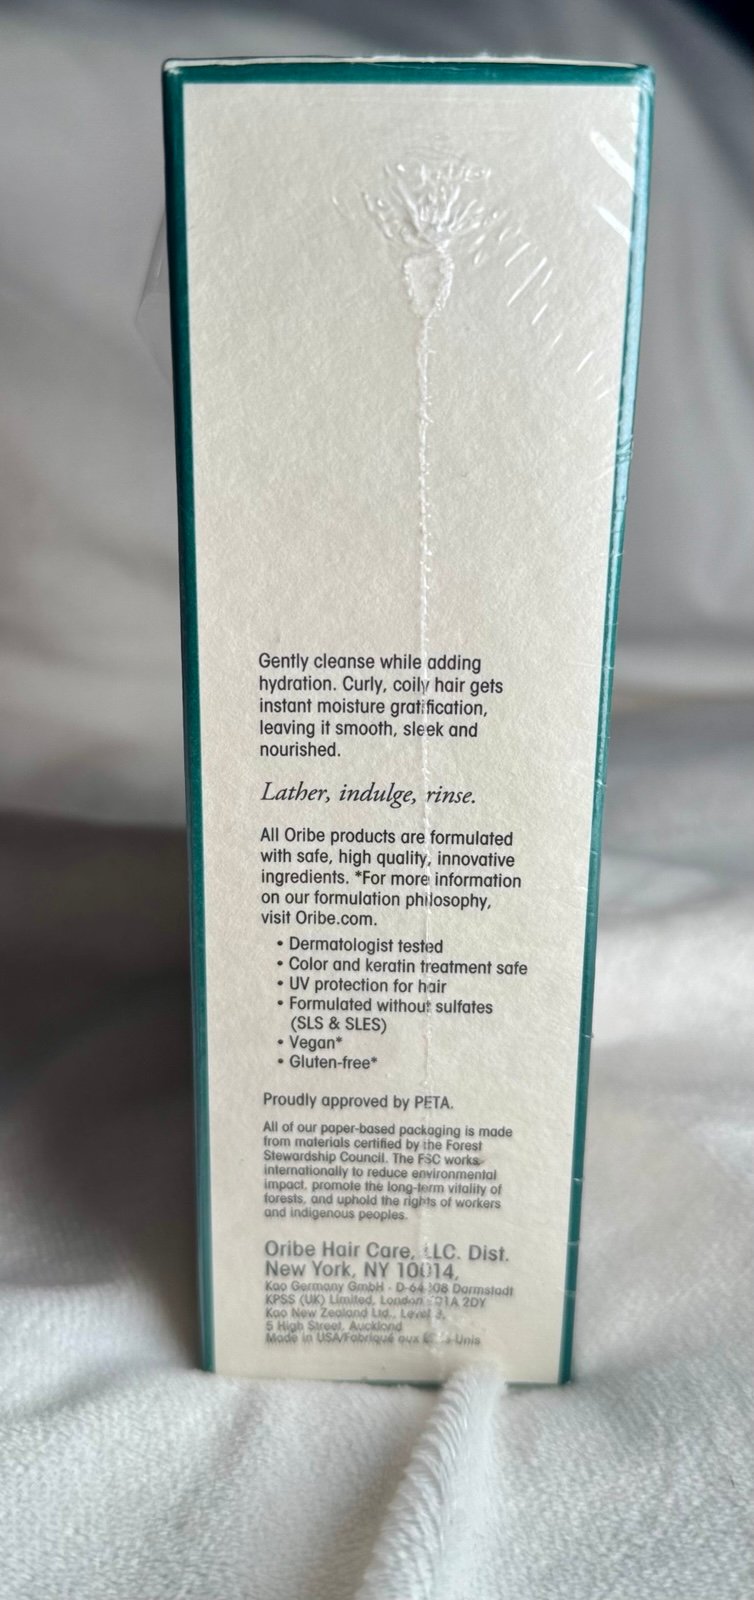 Gently cleanse while adding
hydration. Curly, coily hair gets
instant moisture gratification,
leaving it smooth, sleek and
nourished.
Lather, indulge, rinse.
All Oribe products are formulated
with safe, high quality, innovative
ingredients. *For more information
on our formulation philosophy,
visit Oribe.com.
• Dermatologist tested
• Color and keratin treatment safe
• UV protection for hair
• Formulated without sulfates
(SLS & SLES)
• Vegan*
• Gluten-free*
Proudly approved by PETA.
All of our paper-based packaging is made
from materials certified by the Forest
Stewardship Council. The FSC works
internationally to reduce environmental
impact, promote the long-term vitality of
forests, and uphold the rights of workers
and indigenous peoples.
Oribe Hair Care, LLC. Dist.
New York, NY 10014,
Kao Germany GmbH - Darmstadt
KPSS (UK) Limited, London 2DY
Kao New Zealand Ltd., Level 3,
5 High Street, Auckland
Made in USA/Fabriqué aux Unis